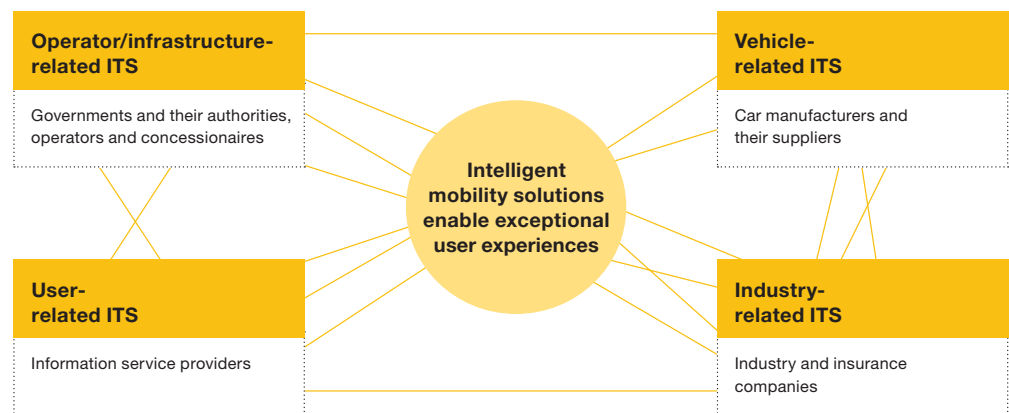 Operator/infrastructure-
related ITS
Governments and their authorities,
operators and concessionaires
Vehicle-
related ITS
Car manufacturers and
their suppliers
Intelligent
mobility solutions
enable exceptional
user experiences
User-
related ITS
Information service providers
Industry-
related ITS
Industry and insurance
companies